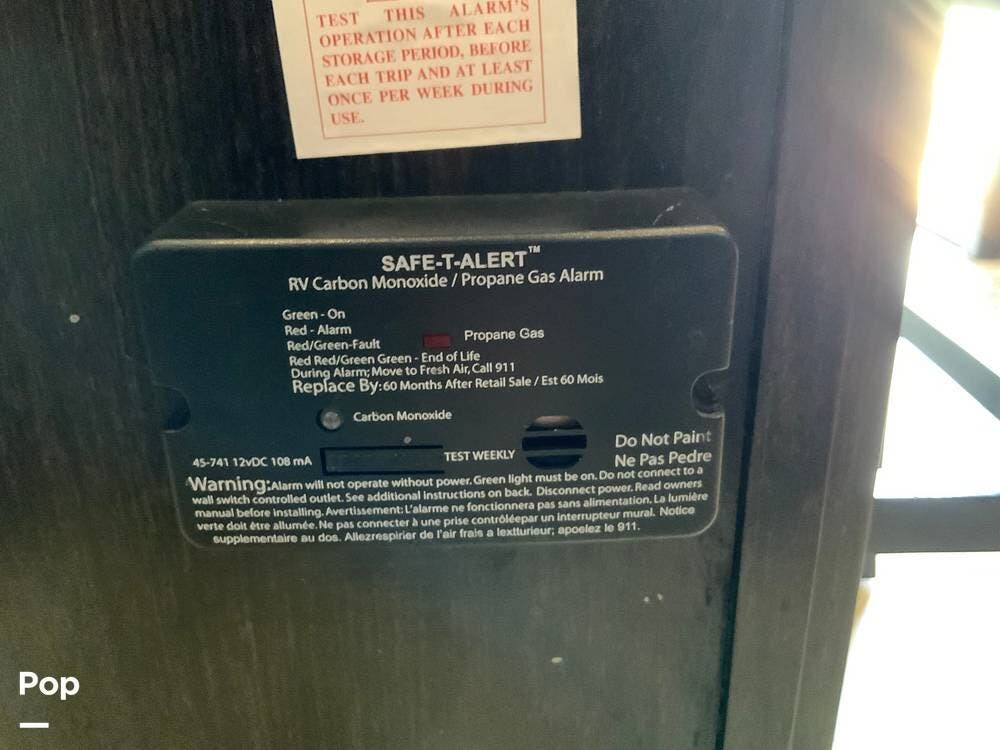 TEST THIS ALARM'S
OPERATION AFTER EACH
STORAGE PERIOD, BEFORE
EACH TRIP AND AT LEAST
ONCE PER WEEK DURING
USE.
SAFE-T-ALERT™
RV Carbon Monoxide / Propane Gas Alarm
Green - On
Red - Alarm
Red/Green-Fault
Propane Gas
Red Red/Green Green - End of Life
During Alarm; Move to Fresh Air, Call 911
Replace By: 60 Months After Retail Sale / Est 60 Mois
Carbon Monoxide
45-741 12vDC 108 mA
TEST WEEKLY
Do Not Paint
Ne Pas Pedre
Warning: Alarm will not operate without power. Green light must be on. Do not connect to a
wall switch controlled outlet. See additional instructions on back. Disconnect power. Read owners
manual before installing. Avertissement: L'alarme ne fonctionnera pas sans alimentation. La lumière
verte doit être allumée. Ne pas connecter à une prise contrôléepar un interrupteur mural. Notice
supplementaire au dos. Allezrespirier de l'air frais a lextturieur; apoelez le 911.
Pop